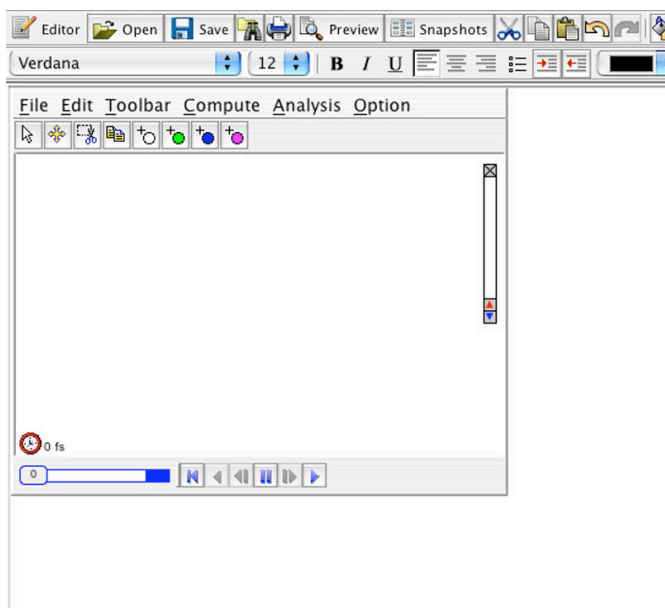 Editor Open Save Preview Snapshots
Verdana 12 B I U
File Edit Toolbar Compute Analysis Option
0 fs
0